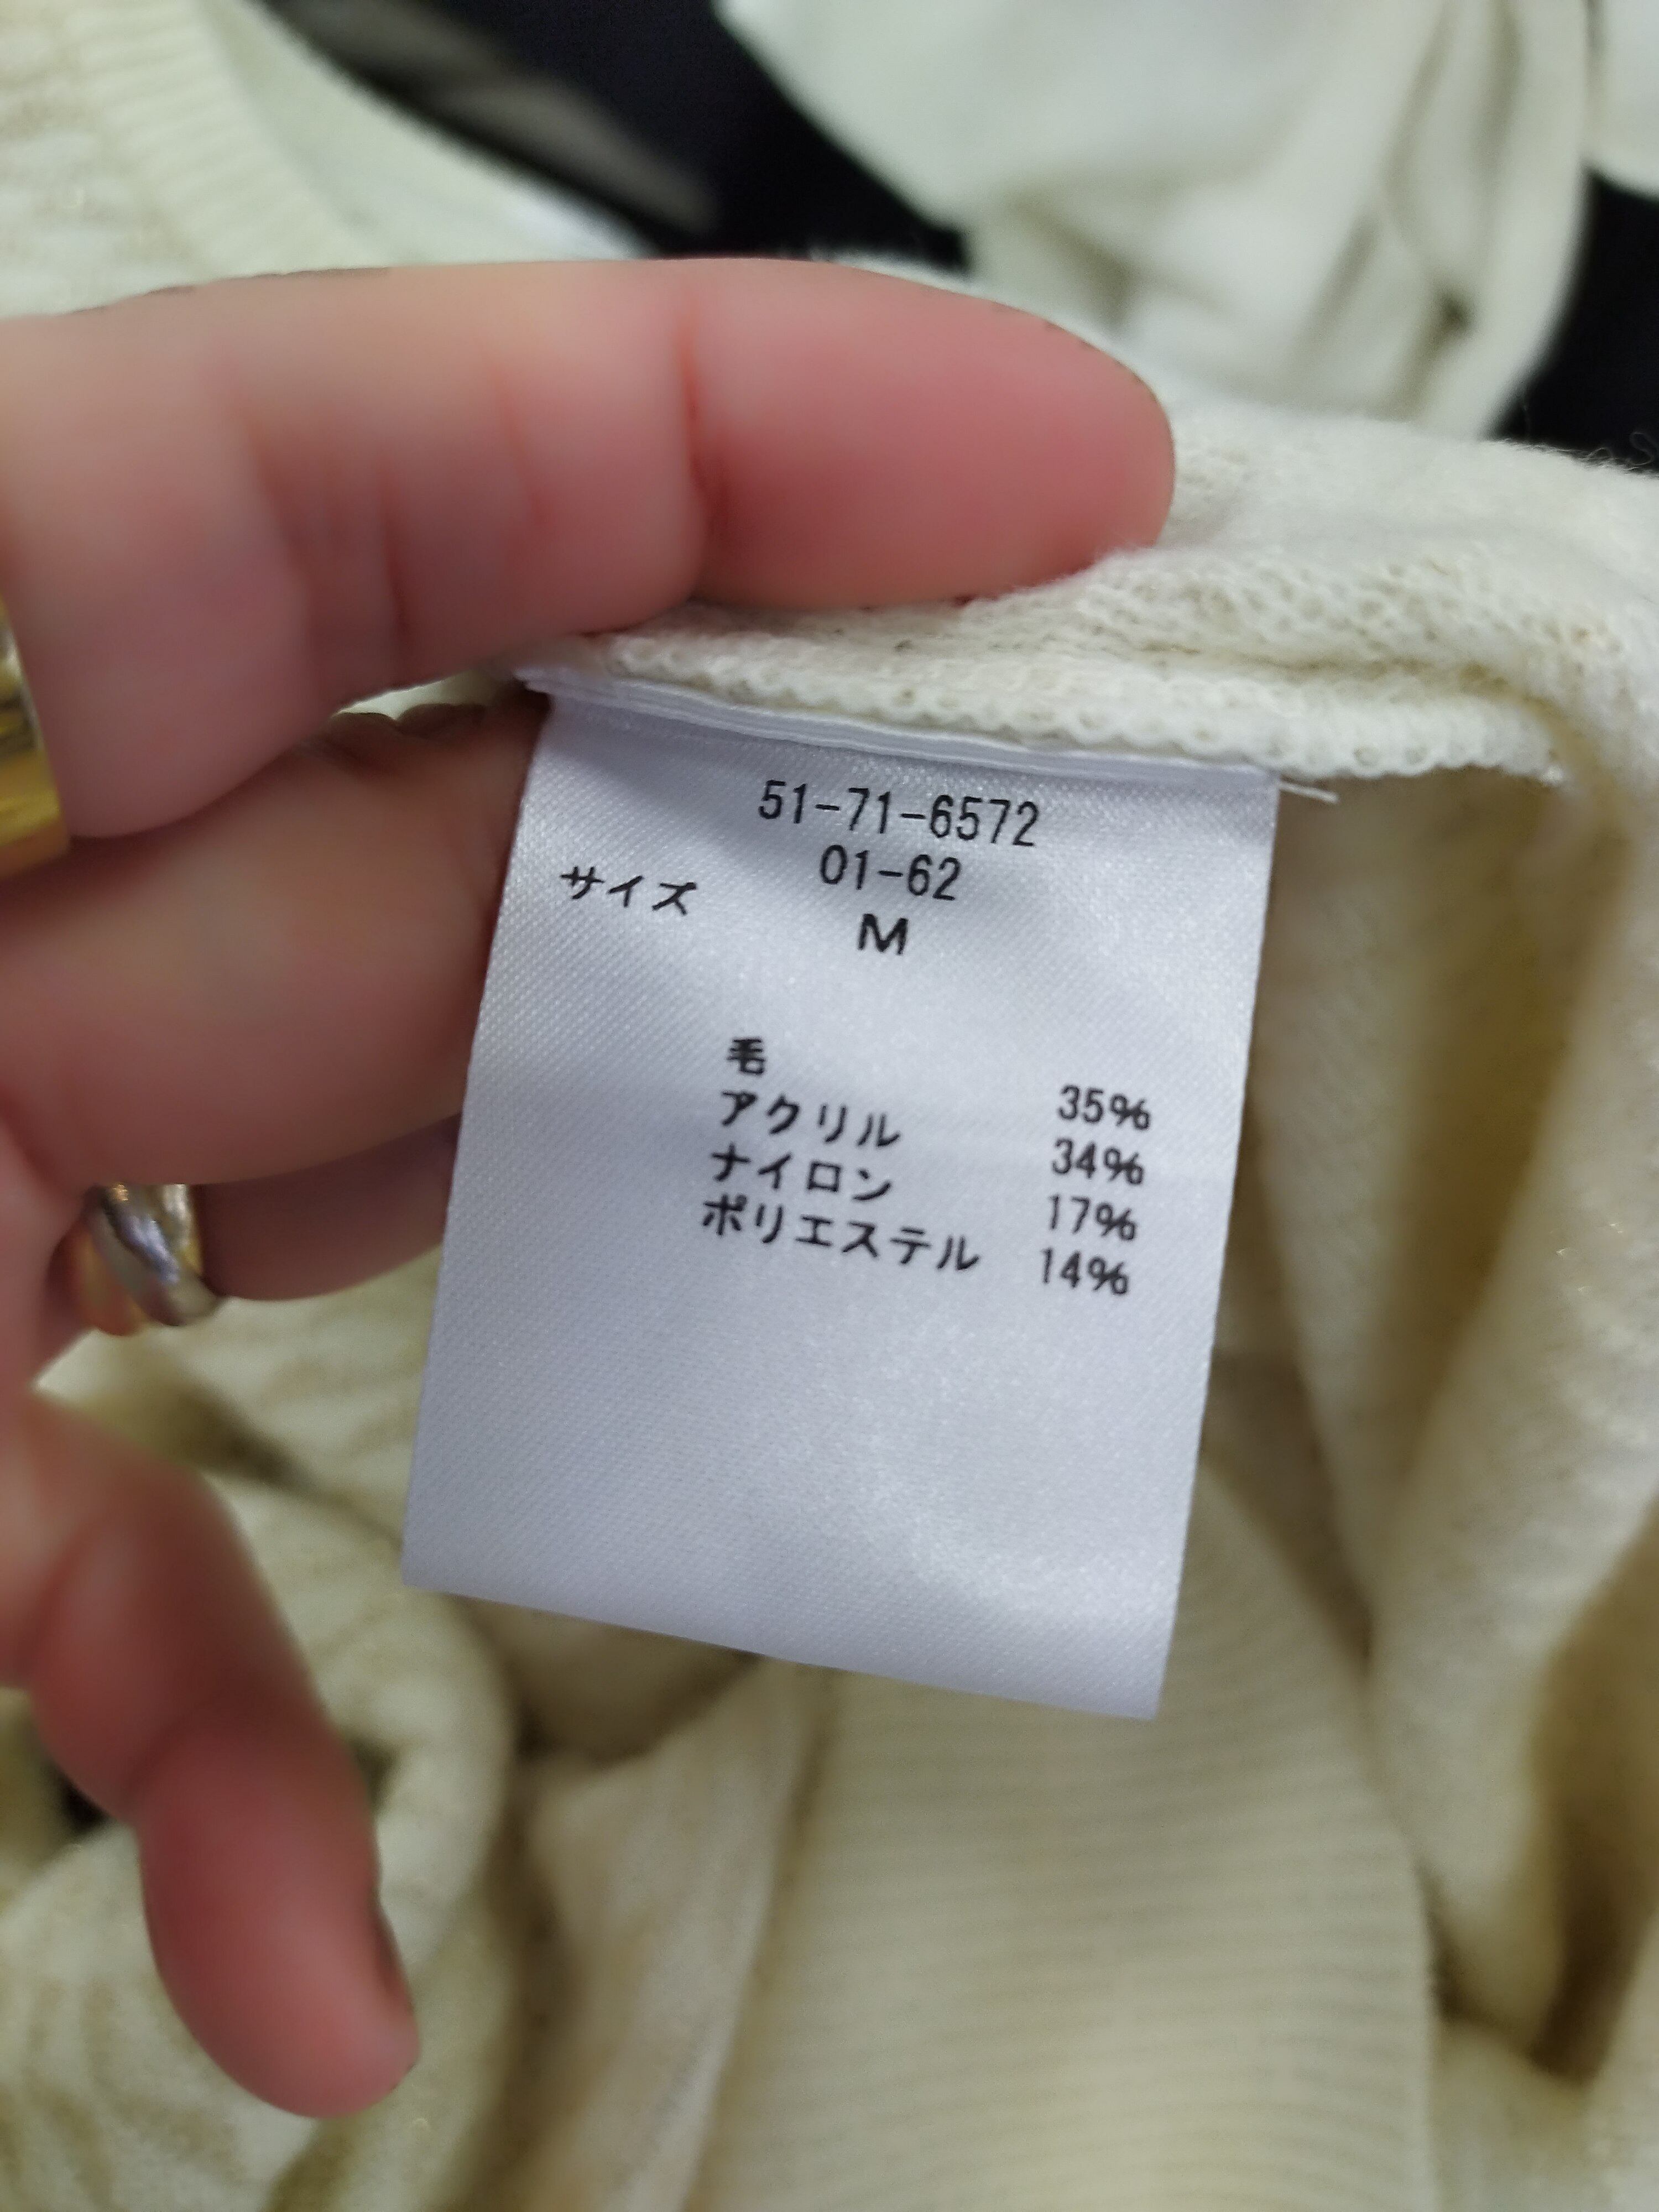 51-71-6572
01-62
サイズ M
毛 35%
アクリル 34%
ナイロン 17%
ポリエステル 14%